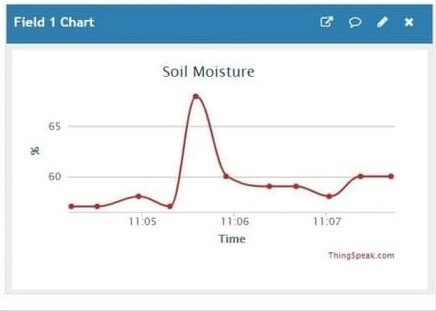 Field 1 Chart
Soil Moisture
65
%
60
11:05 11:06 11:07
Time
ThingSpeak.com